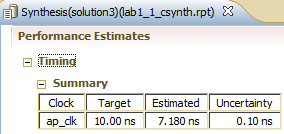 Synthesis(solution3)(lab1_1_csynth.rpt)
Performance Estimates
Timing
Summary
Clock Target Estimated Uncertainty
ap_clk 10.00 ns 7.180 ns 0.10 ns